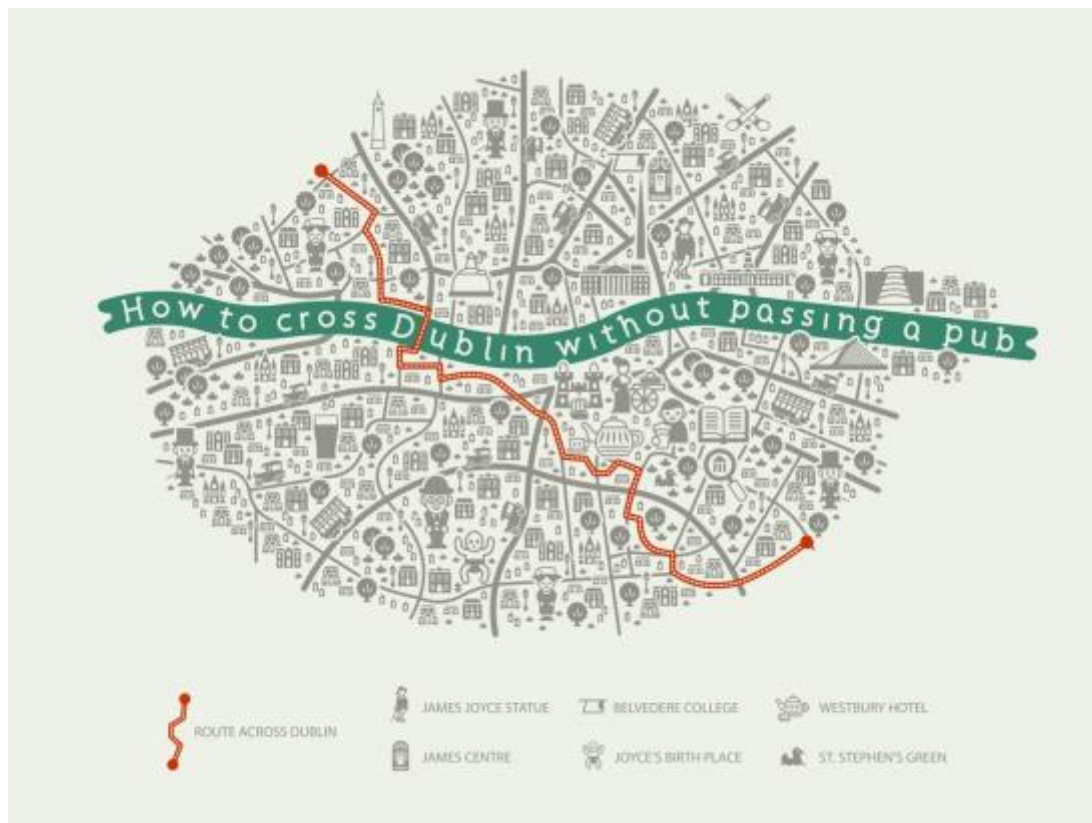 How to cross Dublin without passing a pub
ROUTE ACROSS DUBLIN
JAMES JOYCE STATUE
BELVEDERE COLLEGE
WESTBURY HOTEL
JAMES CENTRE
JOYCE'S BIRTH PLACE
ST. STEPHEN'S GREEN